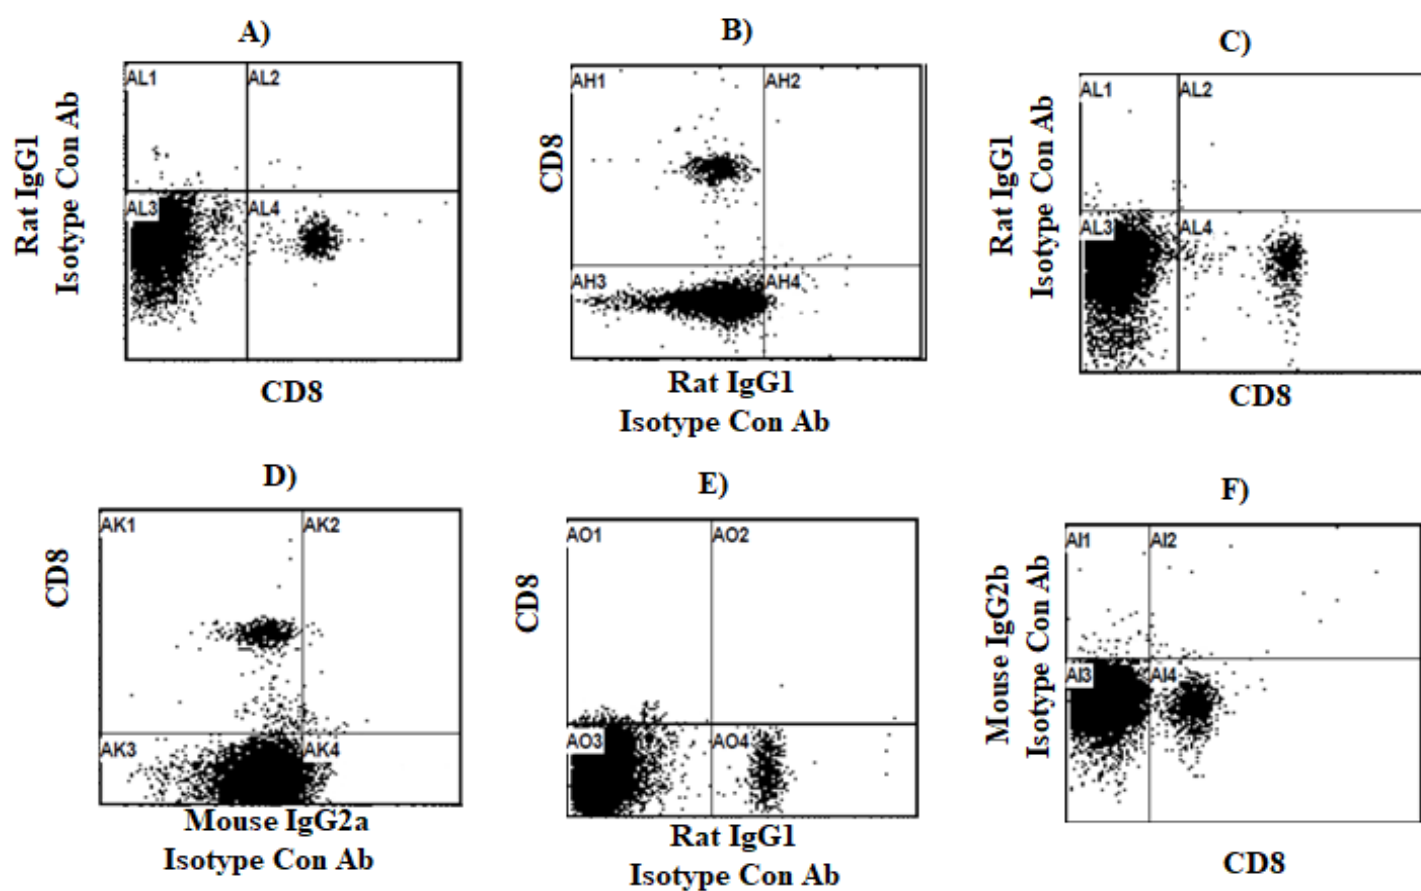 A)
AL1
AL2
AL3
AL4
Rat IgG1
Isotype Con Ab
CD8
B)
AH1
AH2
AH3
AH4
CD8
Rat IgG1
Isotype Con Ab
C)
AL1
AL2
AL3
AL4
Rat IgG1
Isotype Con Ab
CD8
D)
AK1
AK2
AK3
AK4
CD8
Mouse IgG2a
Isotype Con Ab
E)
AO1
AO2
AO3
AO4
CD8
Rat IgG1
Isotype Con Ab
F)
AI1
AI2
AI3
AI4
Mouse IgG2b
Isotype Con Ab
CD8